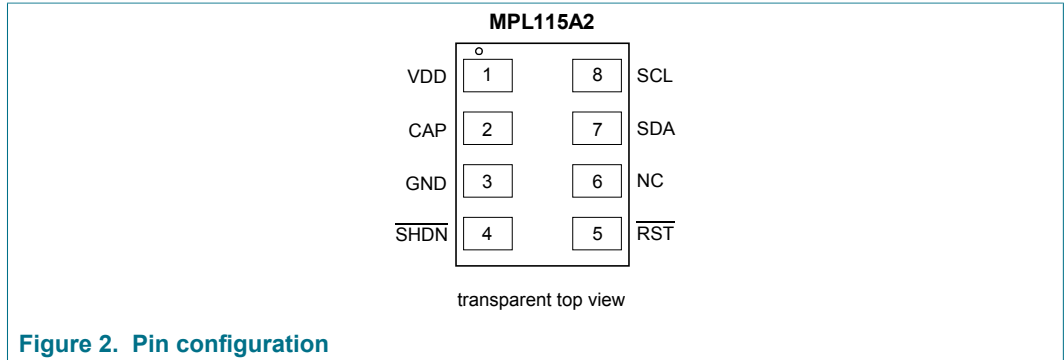 MPL115A2
VDD 1 8 SCL
CAP 2 7 SDA
GND 3 6 NC
SHDN 4 5 RST
transparent top view
Figure 2. Pin configuration